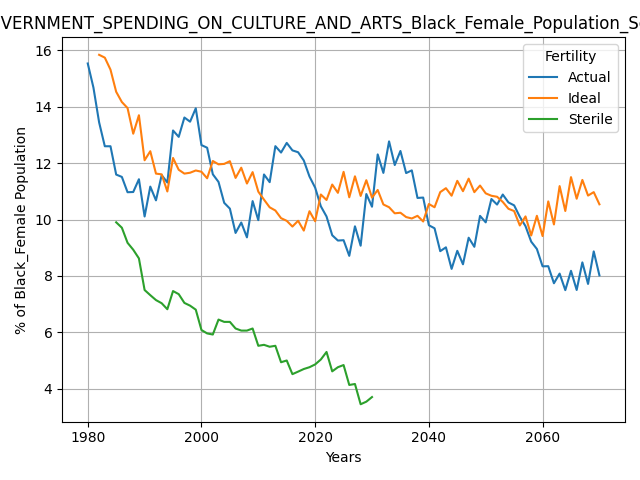 VERNMENT_SPENDING_ON_CULTURE_AND_ARTS_Black_Female_Population_S
Fertility
Actual
Ideal
Sterile
% of Black_Female Population
16
14
12
10
8
6
4
1980 2000 2020 2040 2060
Years